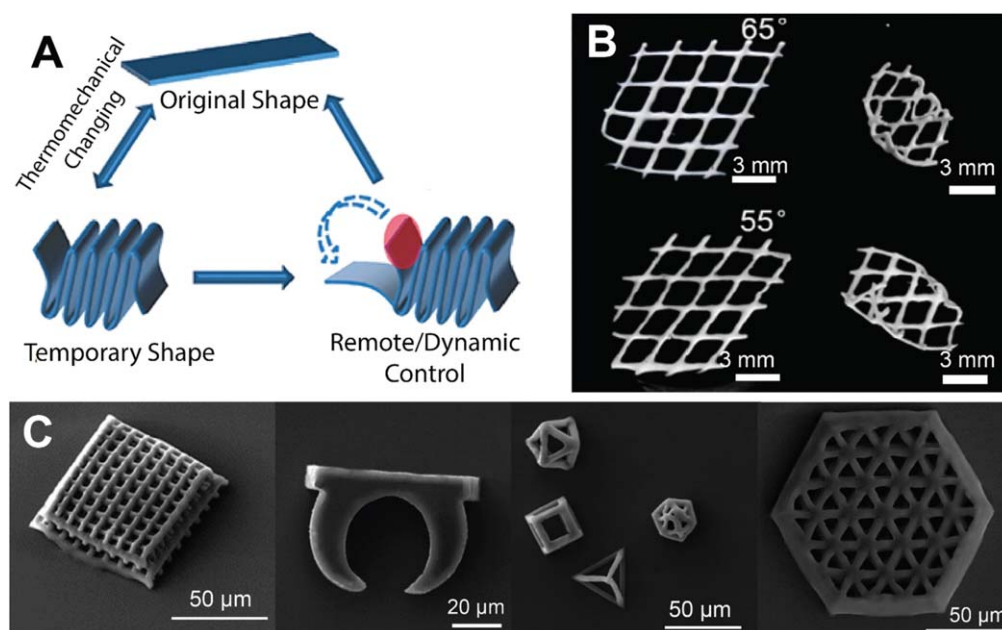 A
Thermomechanical
Changing
Original Shape
Temporary Shape
Remote/Dynamic
Control
B
65°
3 mm
3 mm
55°
3 mm
3 mm
C
50 µm
20 µm
50 µm
50 µm